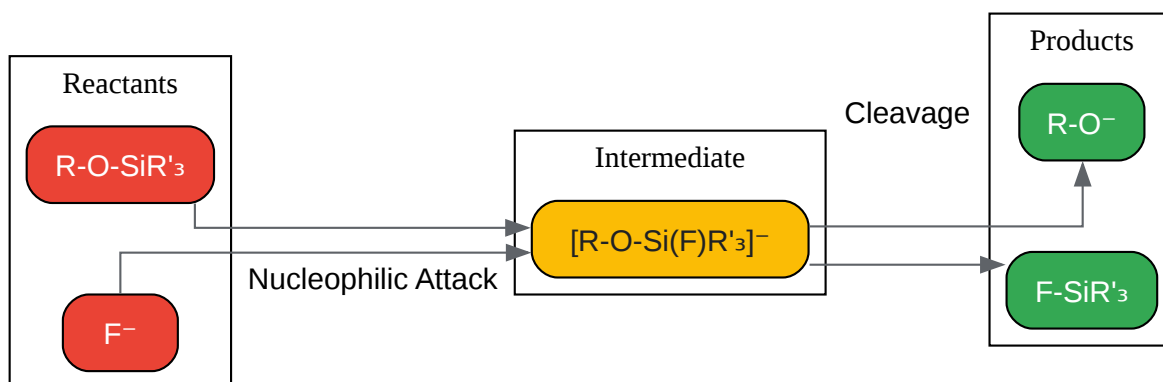 Reactants
R-O-SiR'₃
F⁻
Nucleophilic Attack
Intermediate
[R-O-Si(F)R'₃]⁻
Cleavage
Products
R-O⁻
F-SiR'₃